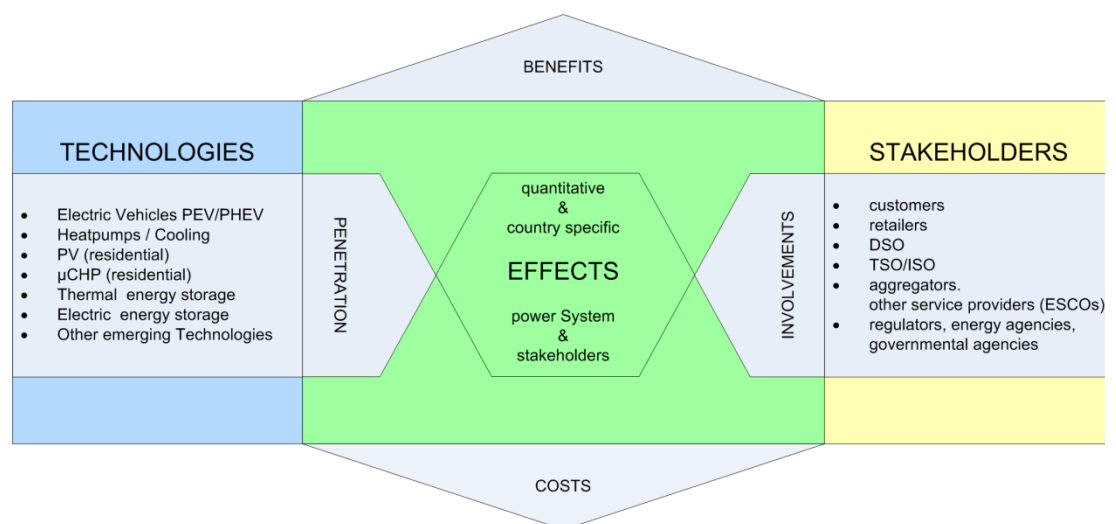 BENEFITS
TECHNOLOGIES
• Electric Vehicles PEV/PHEV
• Heatpumps / Cooling
• PV (residential)
• µCHP (residential)
• Thermal energy storage
• Electric energy storage
• Other emerging Technologies
PENETRATION
quantitative
&
country specific
EFFECTS
power System
&
stakeholders
INVOLVEMENTS
STAKEHOLDERS
• customers
• retailers
• DSO
• TSO/ISO
• aggregators.
other service providers (ESCOs)
• regulators, energy agencies,
governmental agencies
COSTS